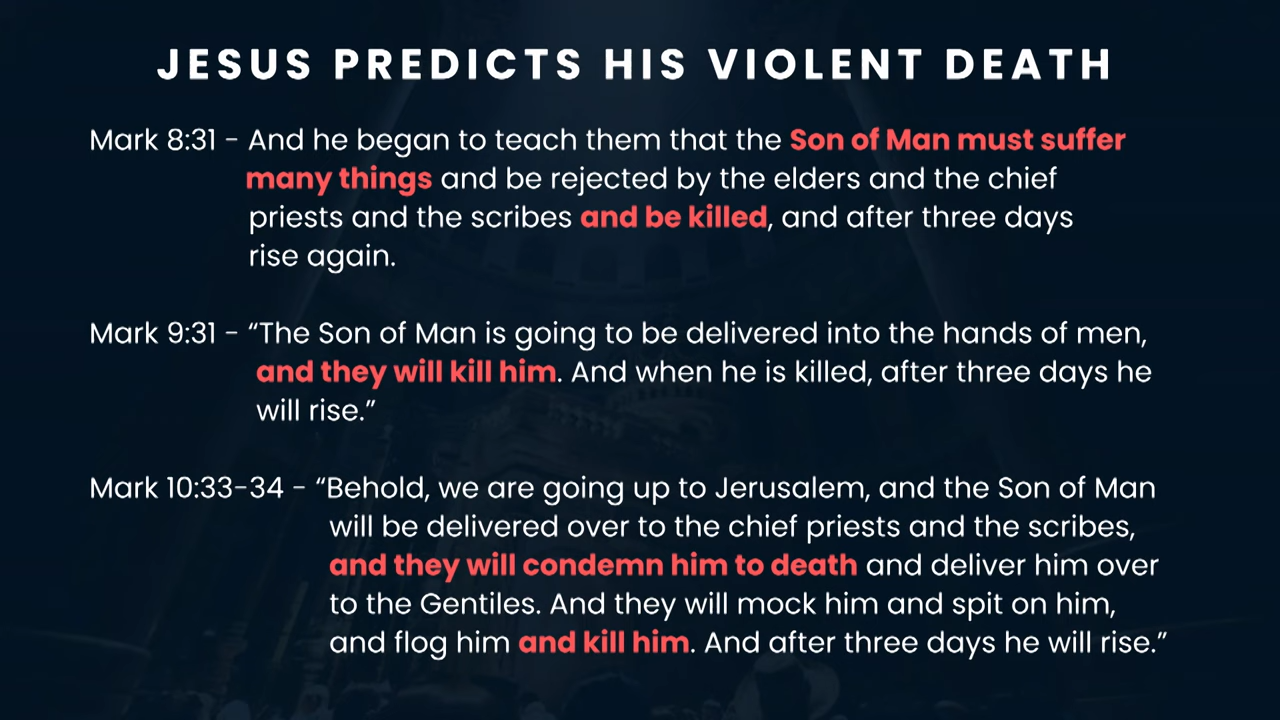 JESUS PREDICTS HIS VIOLENT DEATH
Mark 8:31 - And he began to teach them that the Son of Man must suffer
many things and be rejected by the elders and the chief
priests and the scribes and be killed, and after three days
rise again.
Mark 9:31 - “The Son of Man is going to be delivered into the hands of men,
and they will kill him. And when he is killed, after three days he
will rise.”
Mark 10:33-34 - “Behold, we are going up to Jerusalem, and the Son of Man
will be delivered over to the chief priests and the scribes,
and they will condemn him to death and deliver him over
to the Gentiles. And they will mock him and spit on him,
and flog him and kill him. And after three days he will rise.”